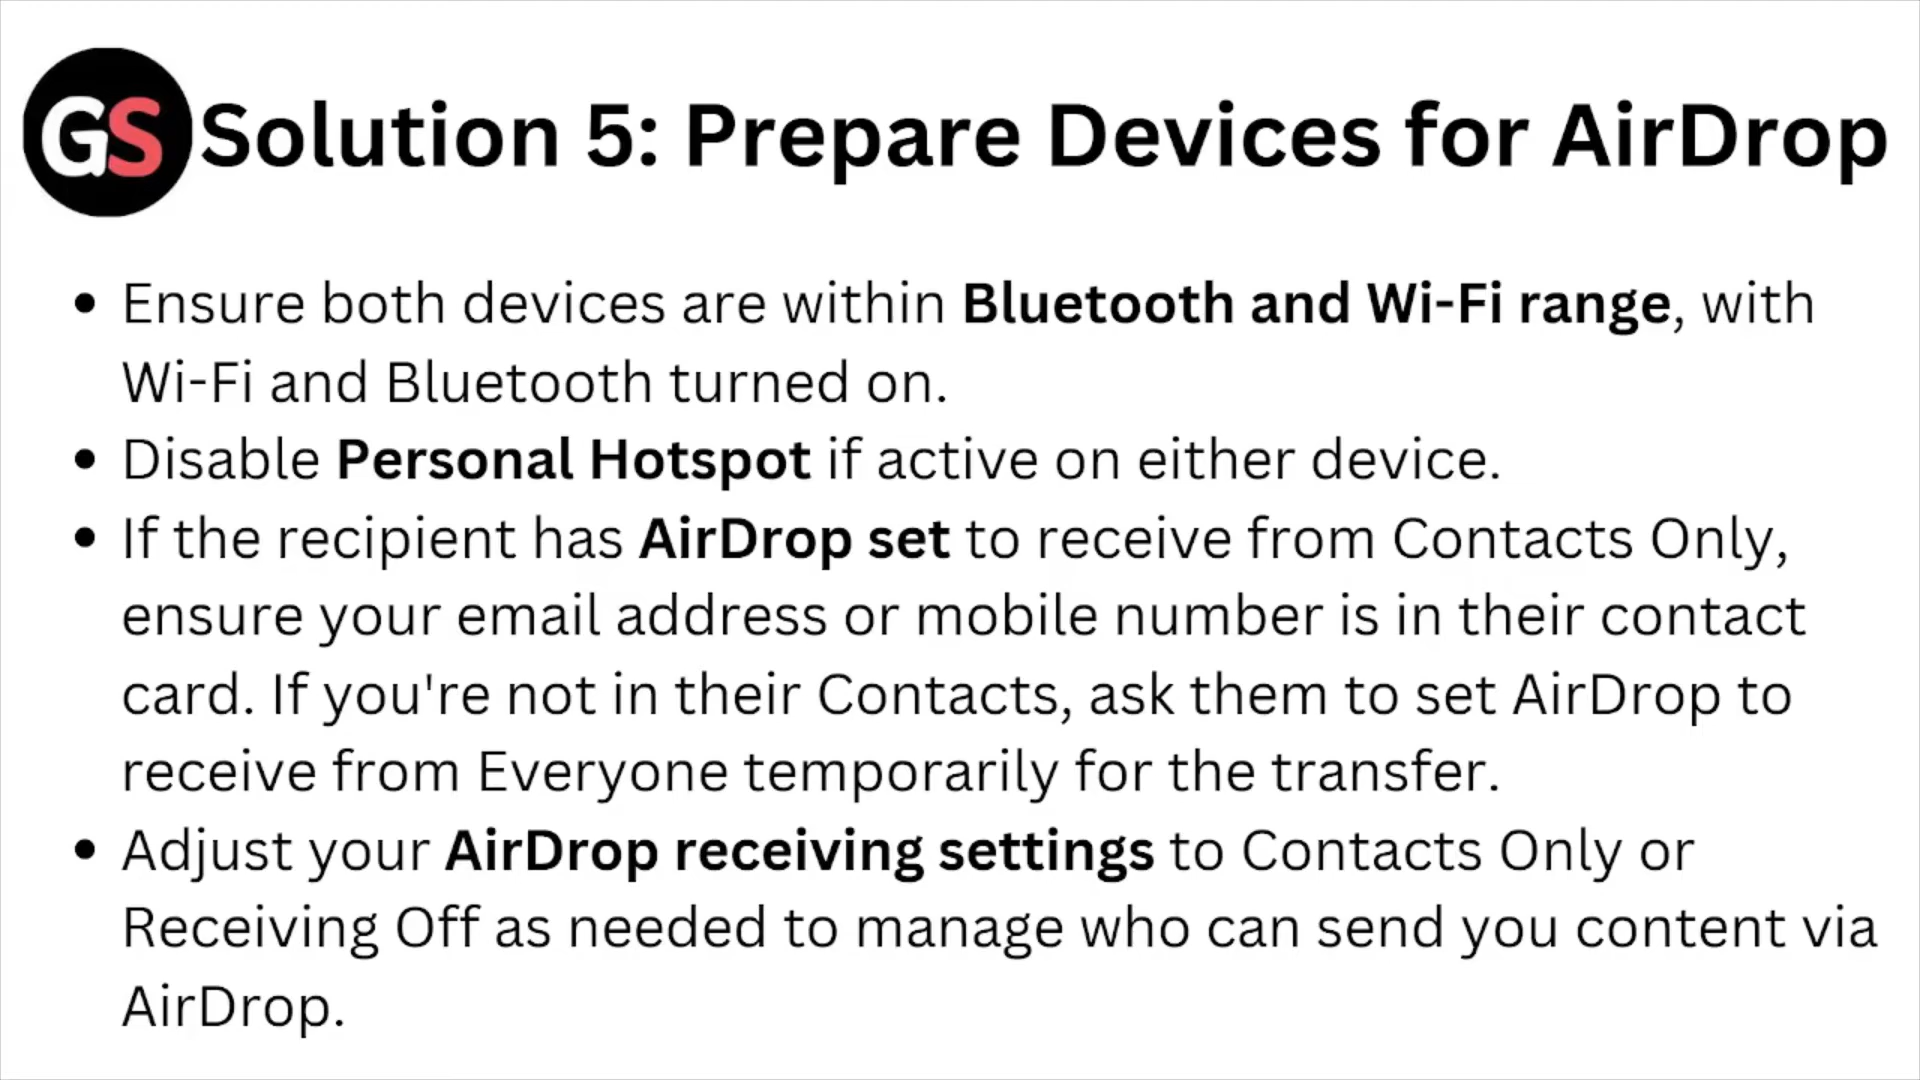 GS Solution 5: Prepare Devices for AirDrop
• Ensure both devices are within Bluetooth and Wi-Fi range, with
Wi-Fi and Bluetooth turned on.
• Disable Personal Hotspot if active on either device.
• If the recipient has AirDrop set to receive from Contacts Only,
ensure your email address or mobile number is in their contact
card. If you're not in their Contacts, ask them to set AirDrop to
receive from Everyone temporarily for the transfer.
• Adjust your AirDrop receiving settings to Contacts Only or
Receiving Off as needed to manage who can send you content via
AirDrop.